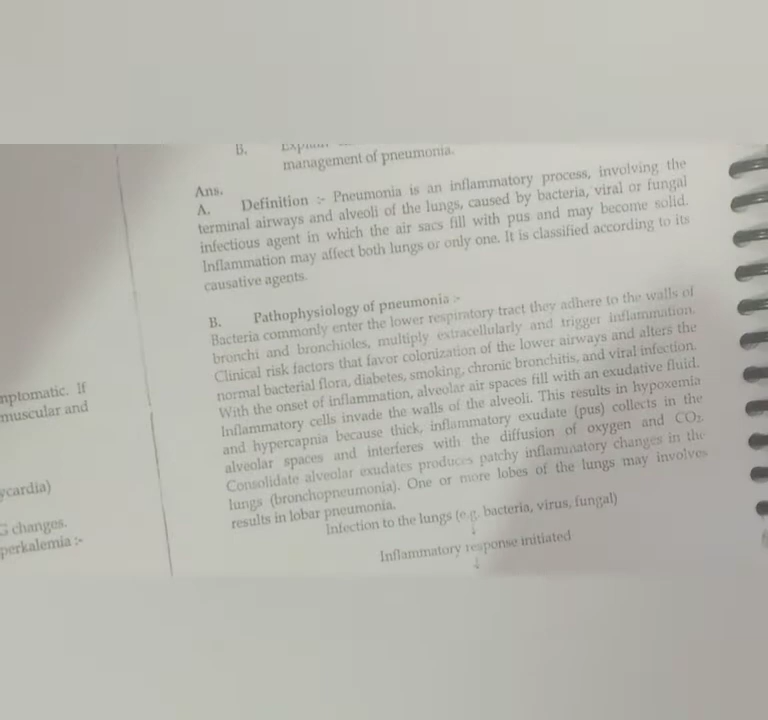 mptomatic. If
muscular and
ycardia)
G changes.
perkalemia :-
B.
management of pneumonia.
Ans.
A. Definition :- Pneumonia is an inflammatory process, involving the
terminal airways and alveoli of the lungs, caused by bacteria, viral or fungal
infectious agent in which the air sacs fill with pus and may become solid.
Inflammation may affect both lungs or only one. It is classified according to its
causative agents.
B. Pathophysiology of pneumonia :-
Bacteria commonly enter the lower respiratory tract they adhere to the walls of
bronchi and bronchioles, multiply extracellularly and trigger inflammation.
Clinical risk factors that favor colonization of the lower airways and alters the
normal bacterial flora, diabetes, smoking, chronic bronchitis, and viral infection.
With the onset of inflammation, alveolar air spaces fill with an exudative fluid.
Inflammatory cells invade the walls of the alveoli. This results in hypoxemia
and hypercapnia because thick, inflammatory exudate (pus) collects in the
alveolar spaces and interferes with the diffusion of oxygen and CO₂.
Consolidate alveolar exudates produces patchy inflammatory changes in the
lungs (bronchopneumonia). One or more lobes of the lungs may involves
results in lobar pneumonia.
Infection to the lungs (e.g. bacteria, virus, fungal)
↓
Inflammatory response initiated
↓